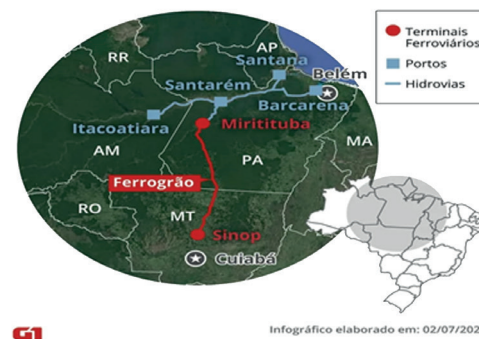 Terminais
Ferroviários
Portos
Hidrovias
RR
AP
Santana
Belém
Santarém
Barcarena
Itacoatiara
Miritituba
AM
PA
MA
Ferrogrão
RO
MT
Sinop
Cuiabá
G1
Infográfico elaborado em: 02/07/202